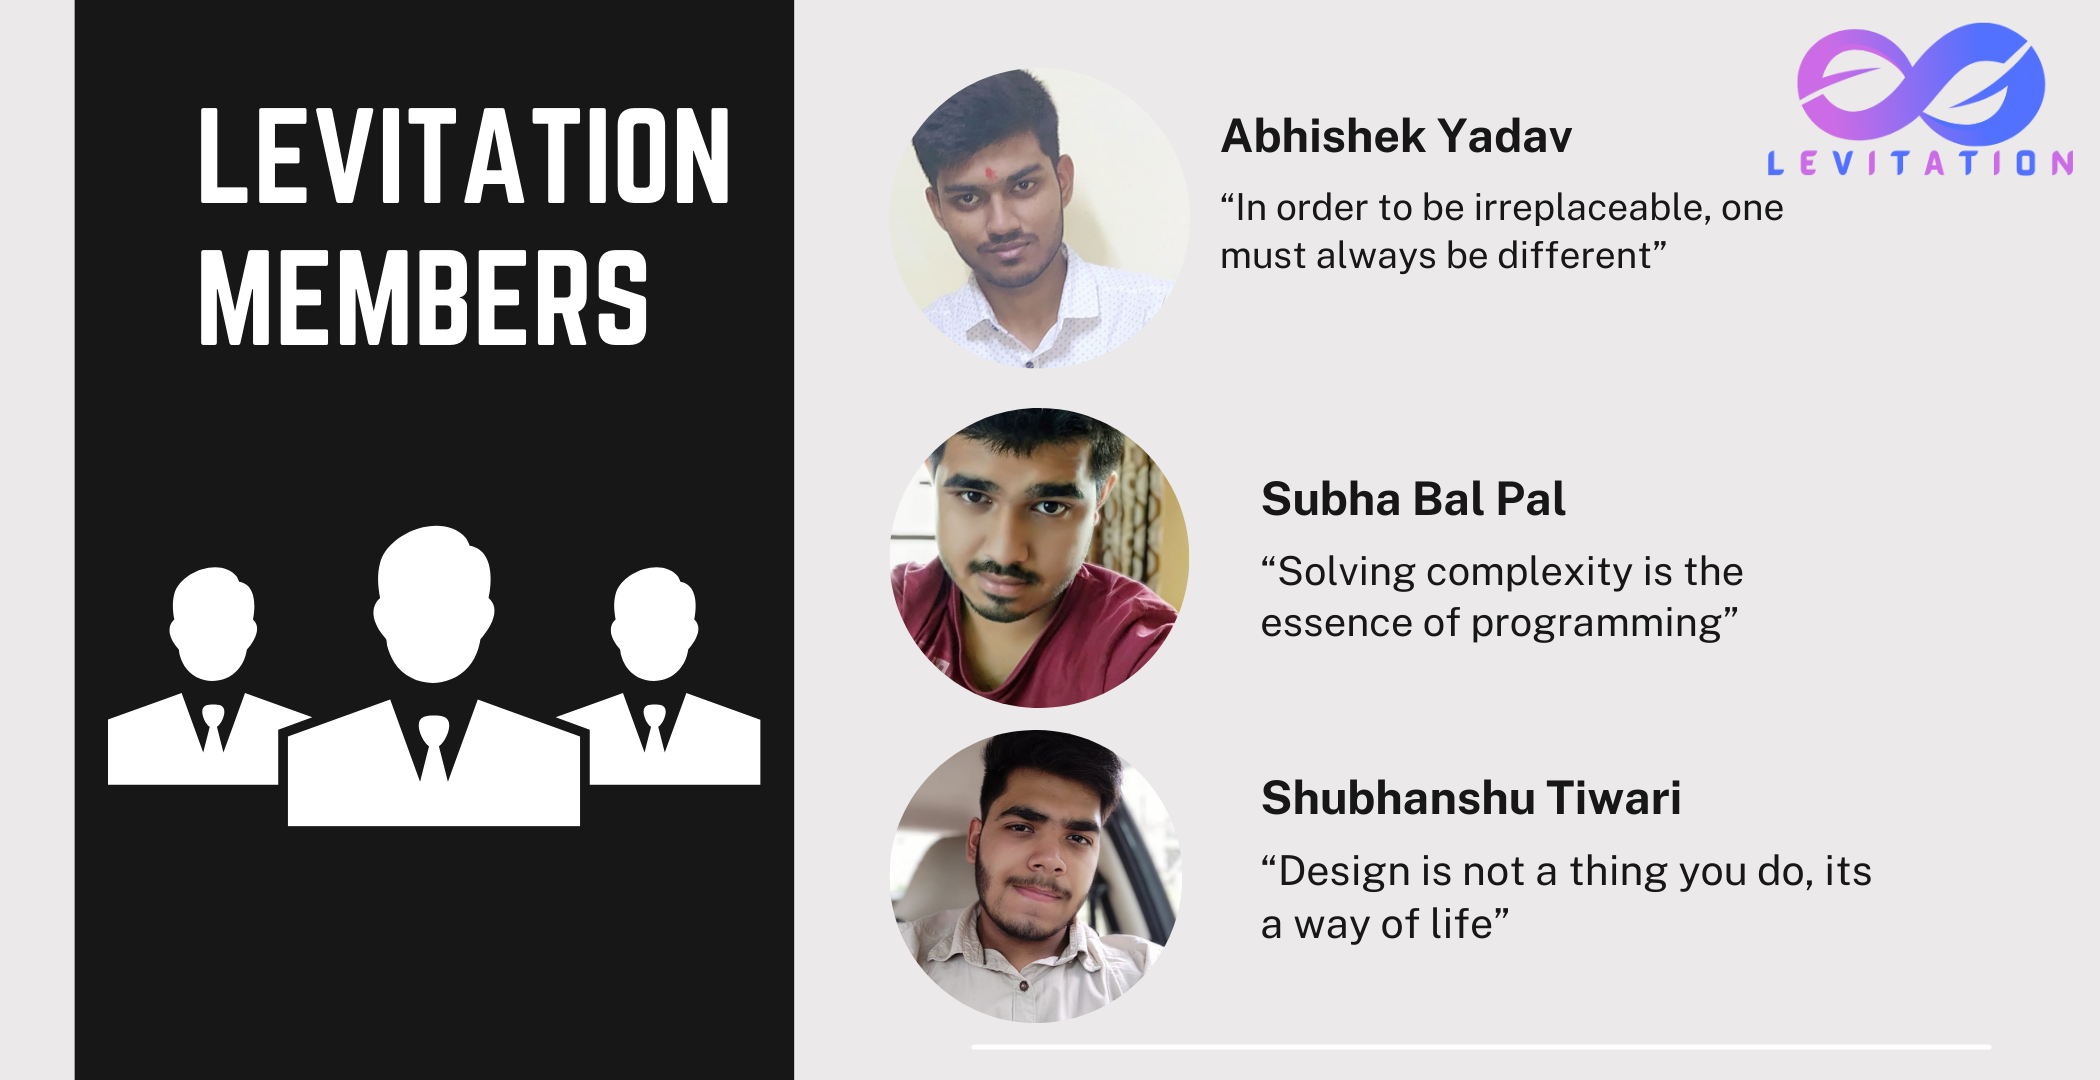 LEVITATION
MEMBERS
LEVITATION
Abhishek Yadav
“In order to be irreplaceable, one
must always be different”
Subha Bal Pal
“Solving complexity is the
essence of programming”
Shubhanshu Tiwari
“Design is not a thing you do, its
a way of life”